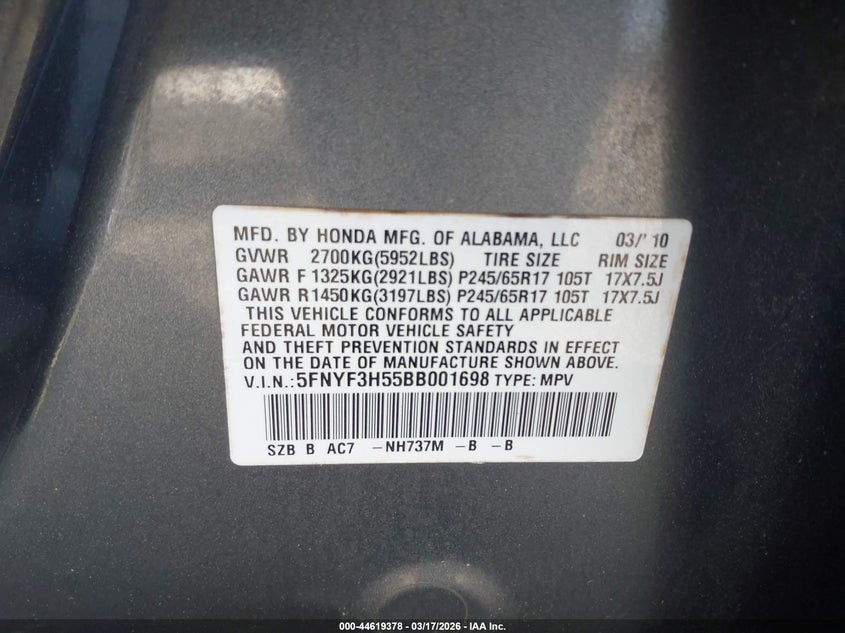 MFD. BY HONDA MFG. OF ALABAMA, LLC 03/'10
GVWR 2700KG(5952LBS) TIRE SIZE RIM SIZE
GAWR F 1325KG(2921LBS) P245/65R17 105T 17X7.5J
GAWR R1450KG(3197LBS) P245/65R17 105T 17X7.5J
THIS VEHICLE CONFORMS TO ALL APPLICABLE
FEDERAL MOTOR VEHICLE SAFETY
AND THEFT PREVENTION STANDARDS IN EFFECT
ON THE DATE OF MANUFACTURE SHOWN ABOVE.
V.I.N.:5FNYF3H55BB001698 TYPE: MPV
SZB B AC7 -NH737M -B -B
000-44619378 - 03/17/2026 - IAA Inc.